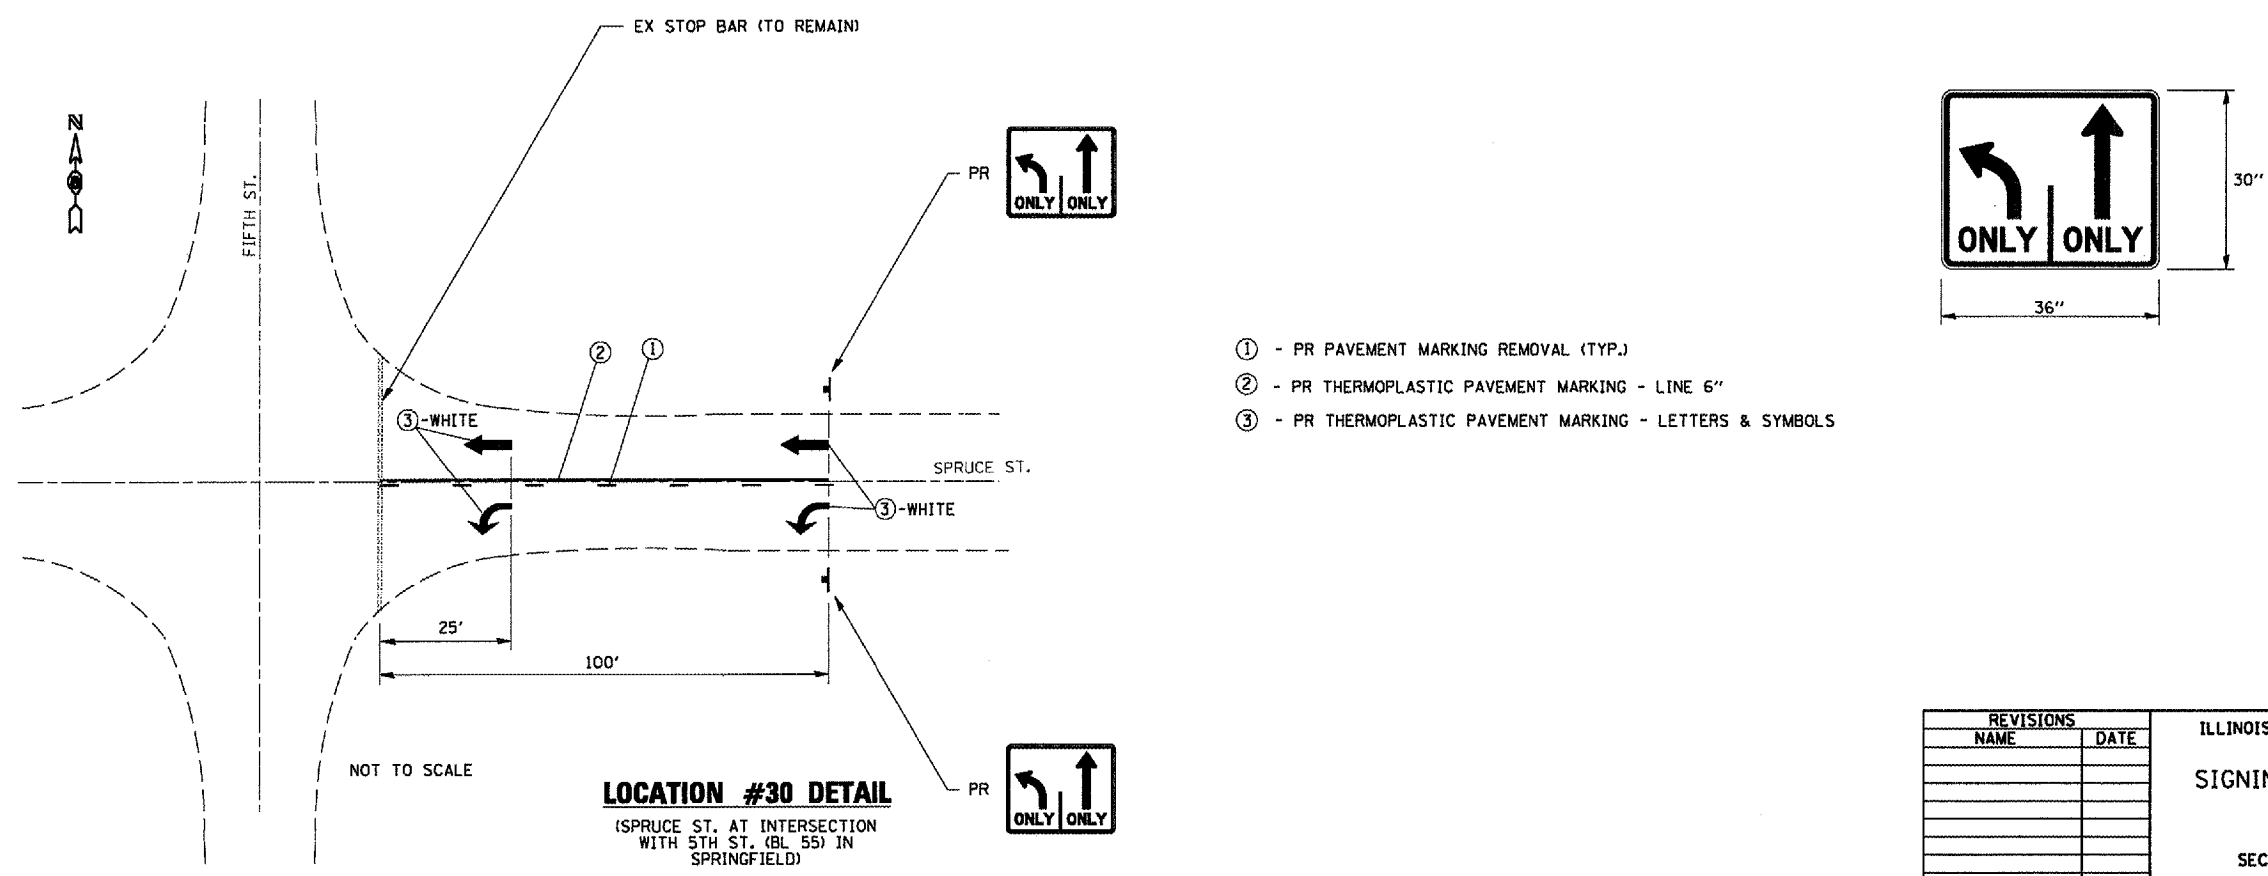 EX STOP BAR (TO REMAIN)
N
FIFTH ST.
PR
ONLY ONLY
ONLY ONLY
30"
36"
2
1
1 - PR PAVEMENT MARKING REMOVAL (TYP.)
2 - PR THERMOPLASTIC PAVEMENT MARKING - LINE 6"
3 - PR THERMOPLASTIC PAVEMENT MARKING - LETTERS & SYMBOLS
3-WHITE
SPRUCE ST.
3-WHITE
25'
100'
NOT TO SCALE
PR
ONLY ONLY
LOCATION #30 DETAIL
(SPRUCE ST. AT INTERSECTION
WITH 5TH ST. (BL 55) IN
SPRINGFIELD)
REVISIONS
NAME DATE
ILLINOIS
SIGNIN
SEC